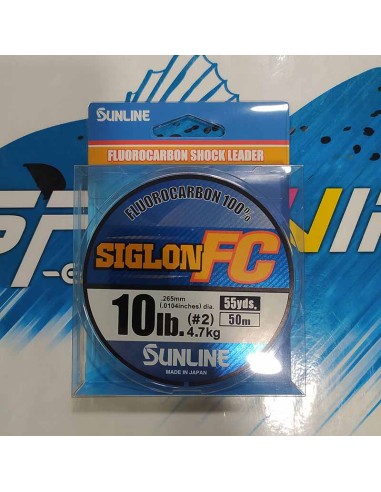 SUNLINE
FLUOROCARBON SHOCK LEADER
FLUOROCARBON 100%
SIGLON FC
.265mm
(.0104inches) dia.
55yds.
10lb. (#2) 50m
4.7kg
SUNLINE
MADE IN JAPAN